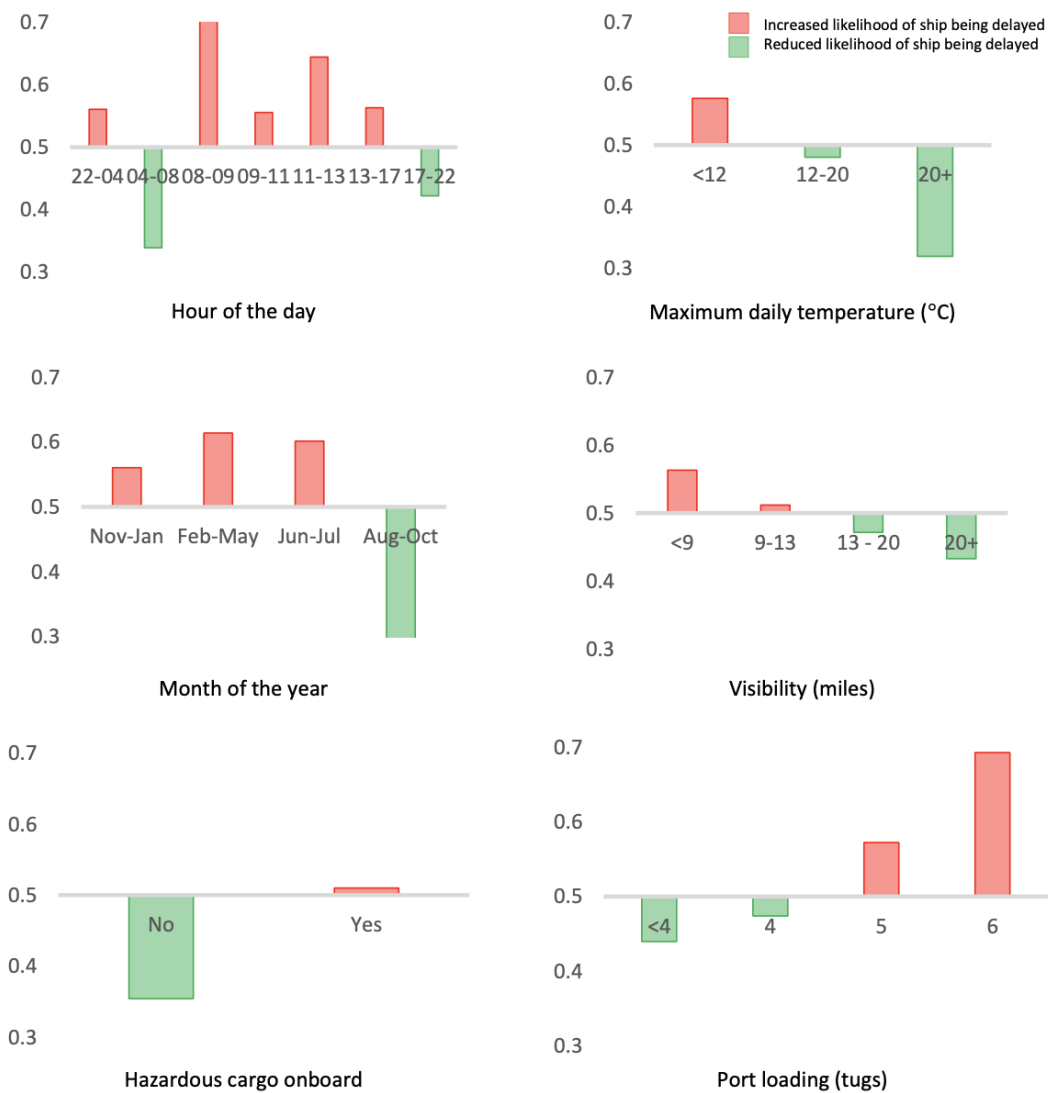 0.7
0.6
0.5
0.4
0.3
22-04 04-08 08-09 09-11 11-13 13-17 17-22
Hour of the day
Increased likelihood of ship being delayed
Reduced likelihood of ship being delayed
0.7
0.6
0.5
0.4
0.3
<12 12-20 20+
Maximum daily temperature (°C)
0.7
0.6
0.5
0.4
0.3
Nov-Jan Feb-May Jun-Jul Aug-Oct
Month of the year
0.7
0.6
0.5
0.4
0.3
<9 9-13 13 - 20 20+
Visibility (miles)
0.7
0.6
0.5
0.4
0.3
No Yes
Hazardous cargo onboard
0.7
0.6
0.5
0.4
0.3
<4 4 5 6
Port loading (tugs)